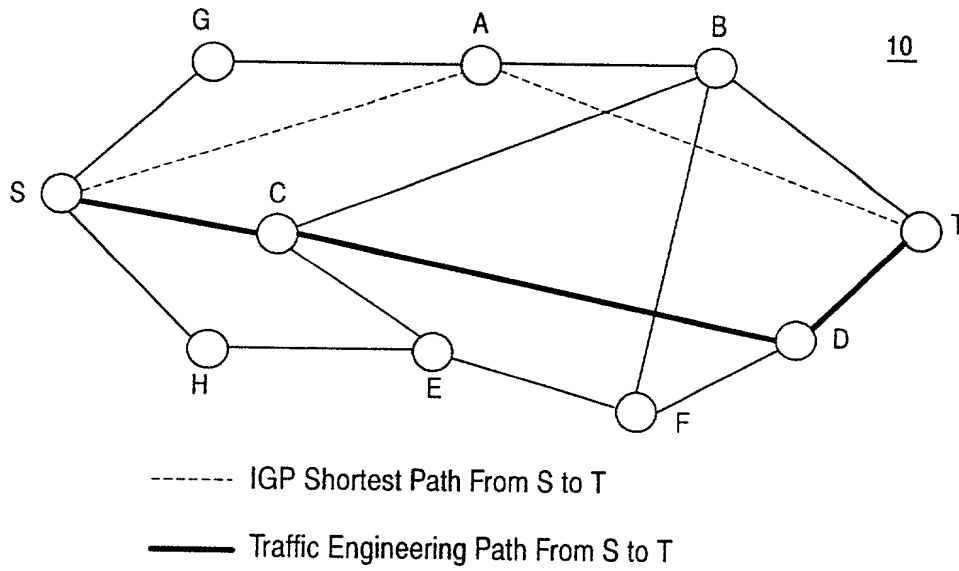 G
A
B
10
S
C
T
H
E
F
D
IGP Shortest Path From S to T
Traffic Engineering Path From S to T